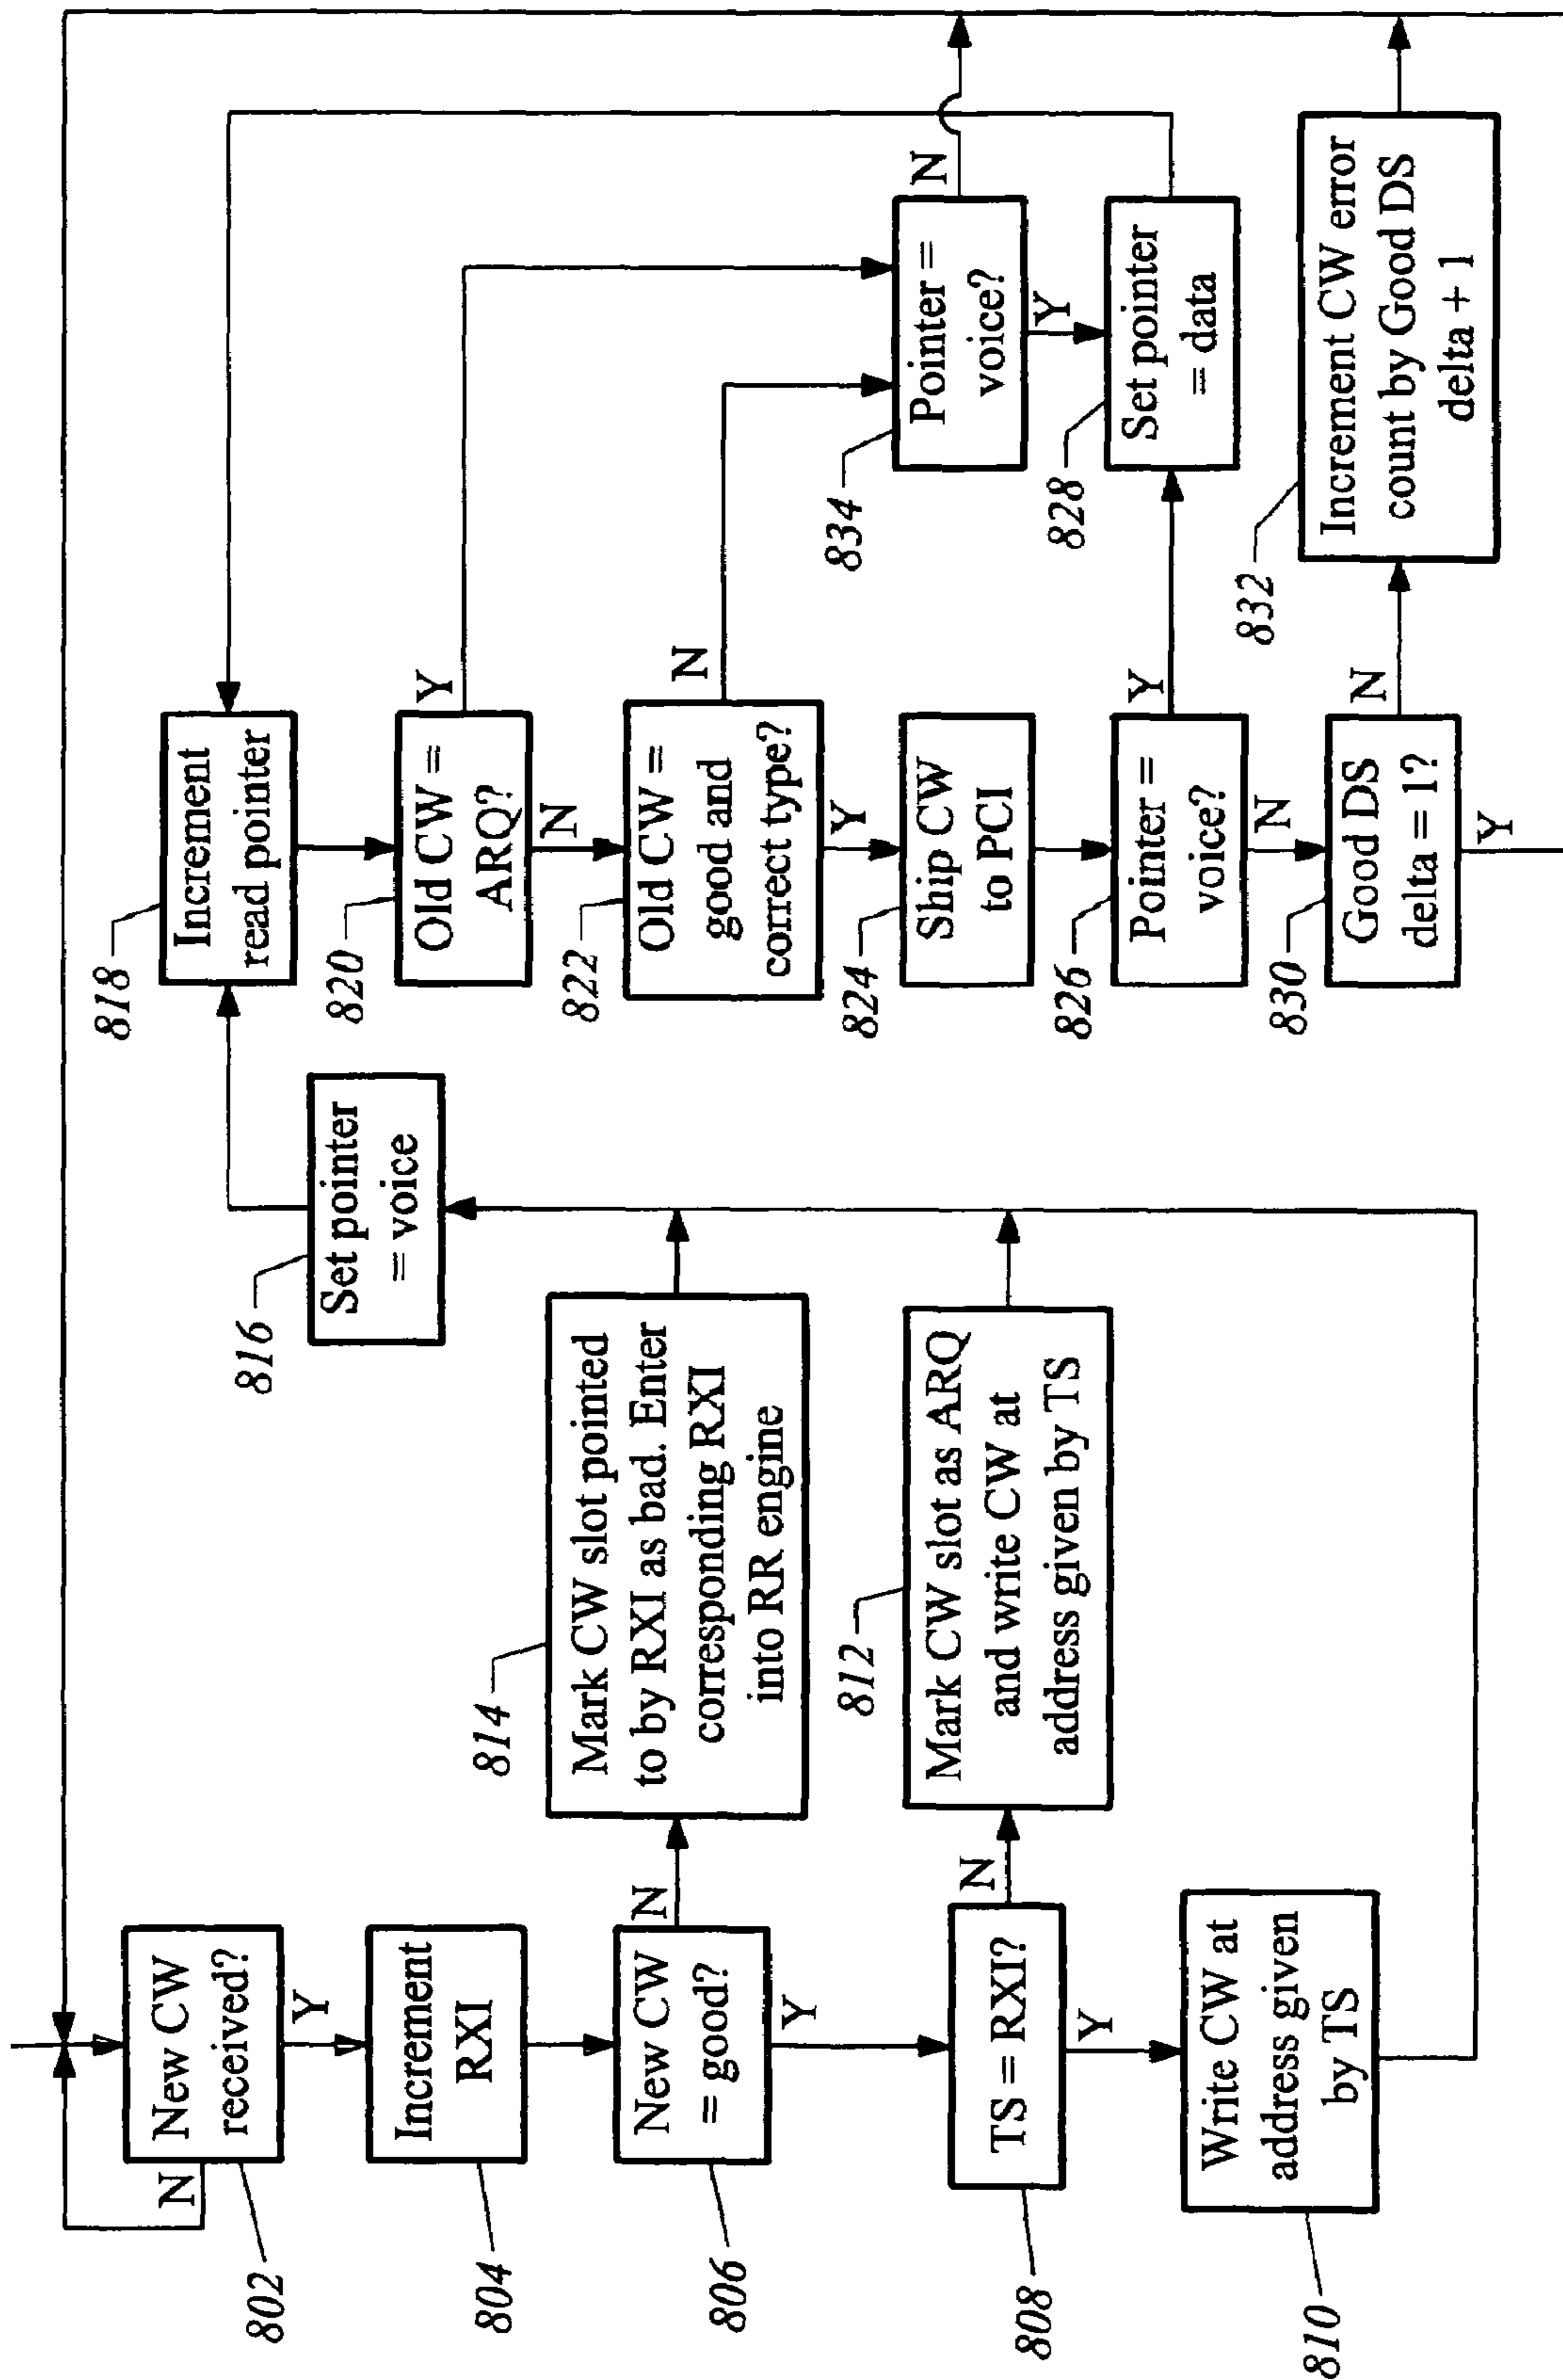 802
New CW
received?
N
Y
804
Increment
RXI
806
New CW
= good?
N
Y
814
Mark CW slot pointed
to by RXI as bad. Enter
corresponding RXI
into RR engine
808
TS = RXI?
N
Y
812
Mark CW slot as ARQ
and write CW at
address given by TS
810
Write CW at
address given
by TS
816
Set pointer
= voice
818
Increment
read pointer
820
Old CW =
ARQ?
Y
N
822
Old CW =
good and
correct type?
N
Y
824
Ship CW
to PCI
826
Pointer =
voice?
Y
N
830
Good DS
delta = 1?
N
Y
834
Pointer =
voice?
N
Y
828
Set pointer
= data
832
Increment CW error
count by Good DS
delta + 1